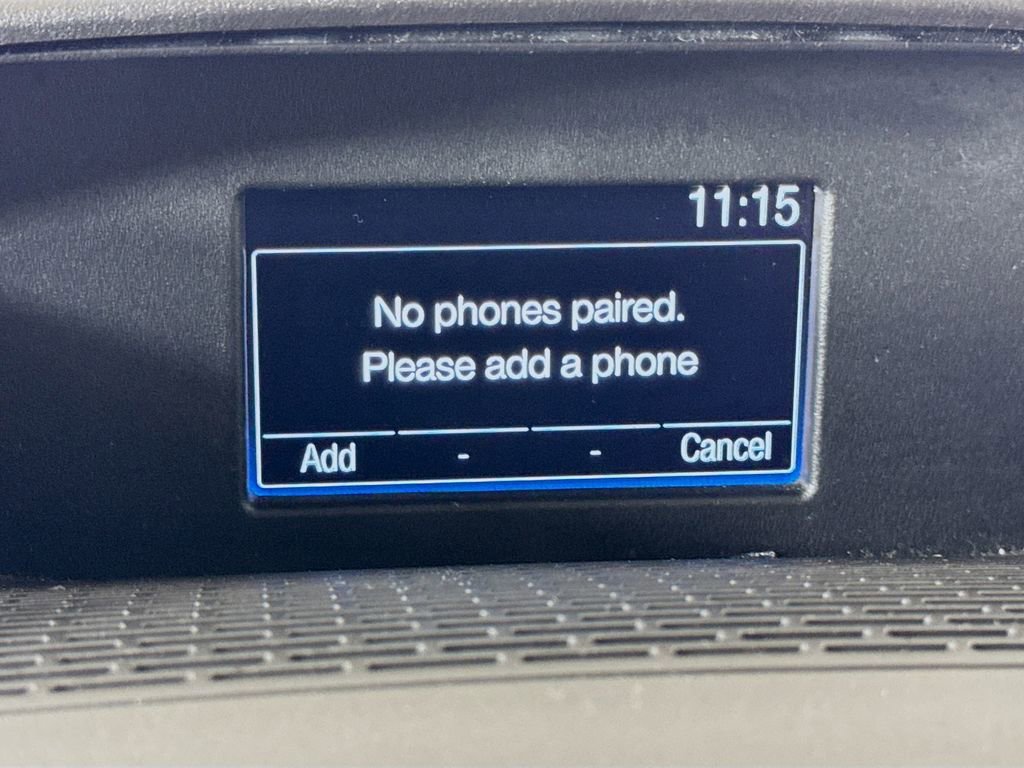 11:15
No phones paired.
Please add a phone
Add - - Cancel